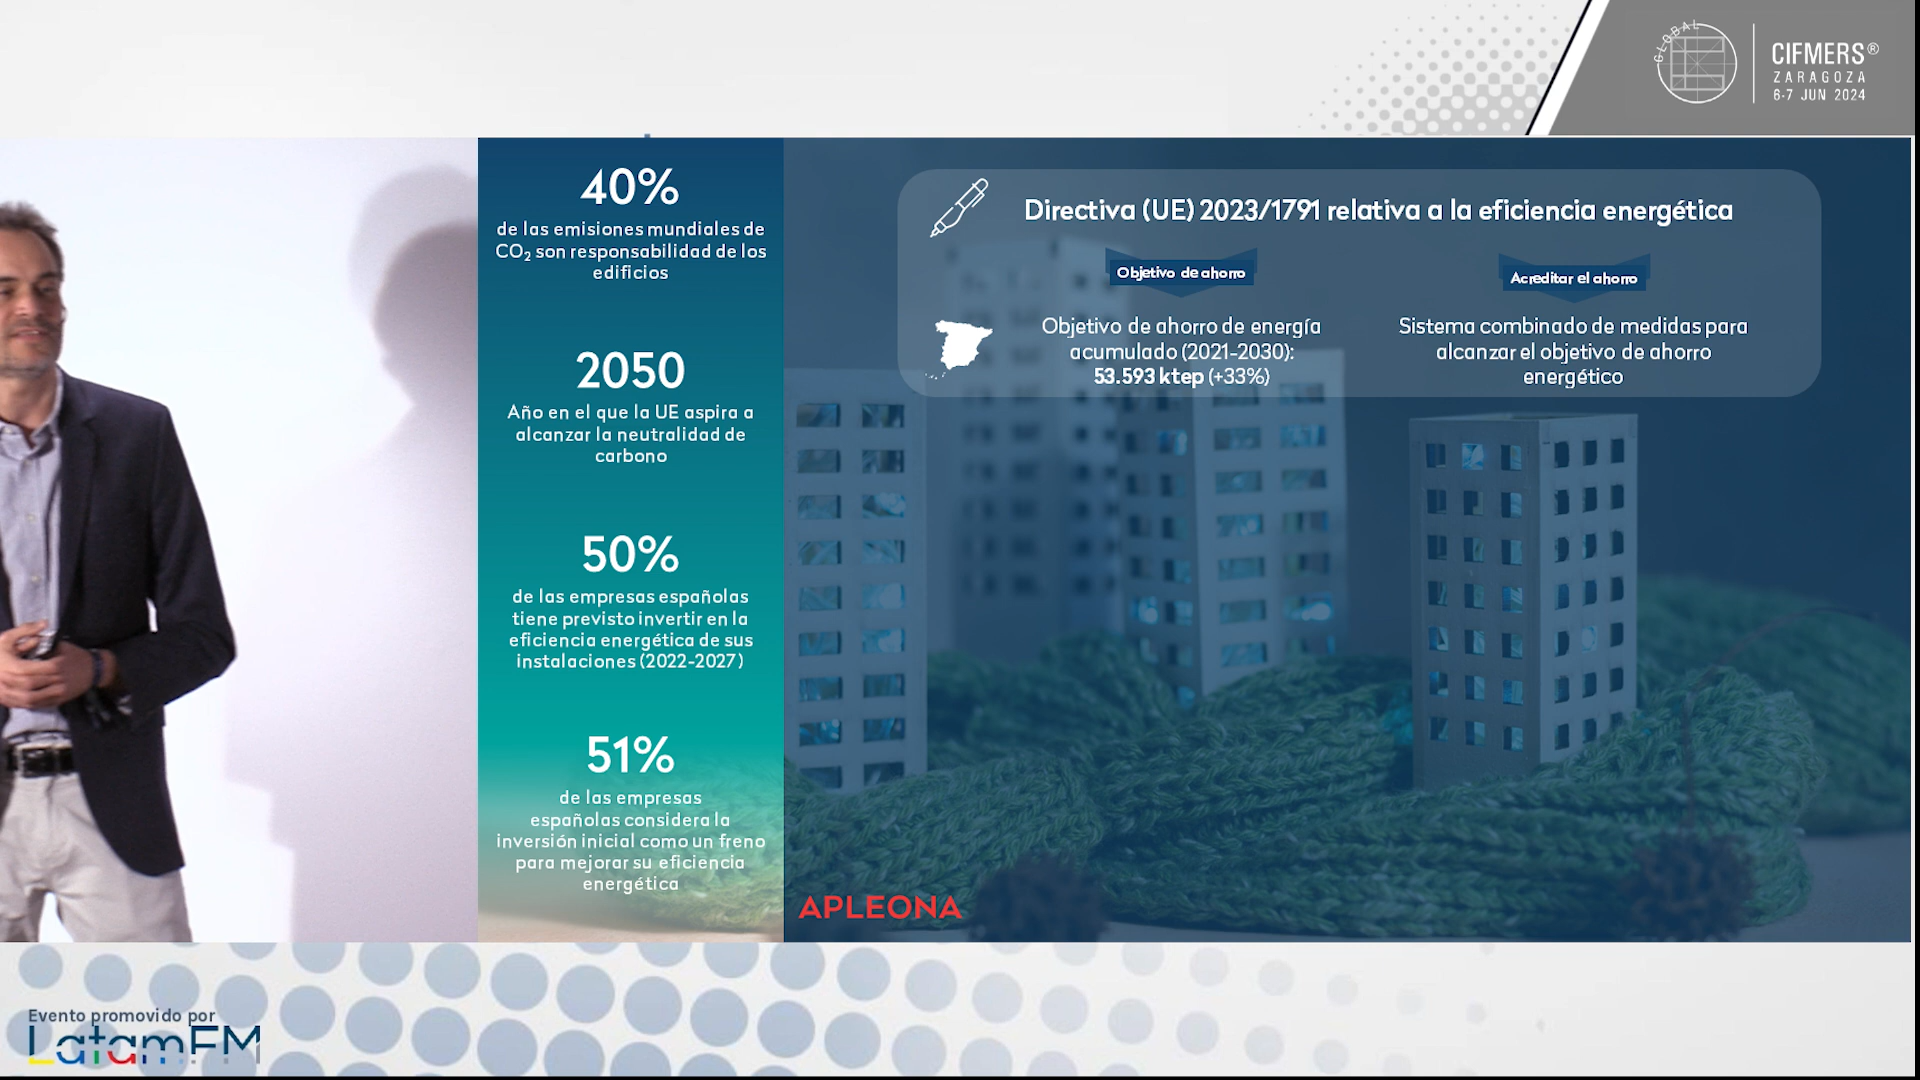 GLOBAL
CIFMERS®
ZARAGOZA
6-7 JUN 2024
40%
de las emisiones mundiales de
CO₂ son responsabilidad de los
edificios
2050
Año en el que la UE aspira a
alcanzar la neutralidad de
carbono
50%
de las empresas españolas
tiene previsto invertir en la
eficiencia energética de sus
instalaciones (2022-2027)
51%
de las empresas
españolas considera la
inversión inicial como un freno
para mejorar su eficiencia
energética
Directiva (UE) 2023/1791 relativa a la eficiencia energética
Objetivo de ahorro
Objetivo de ahorro de energía
acumulado (2021-2030):
53.593 ktep (+33%)
Acreditar el ahorro
Sistema combinado de medidas para
alcanzar el objetivo de ahorro
energético
APLEONA
Evento promovido por
LatamFM